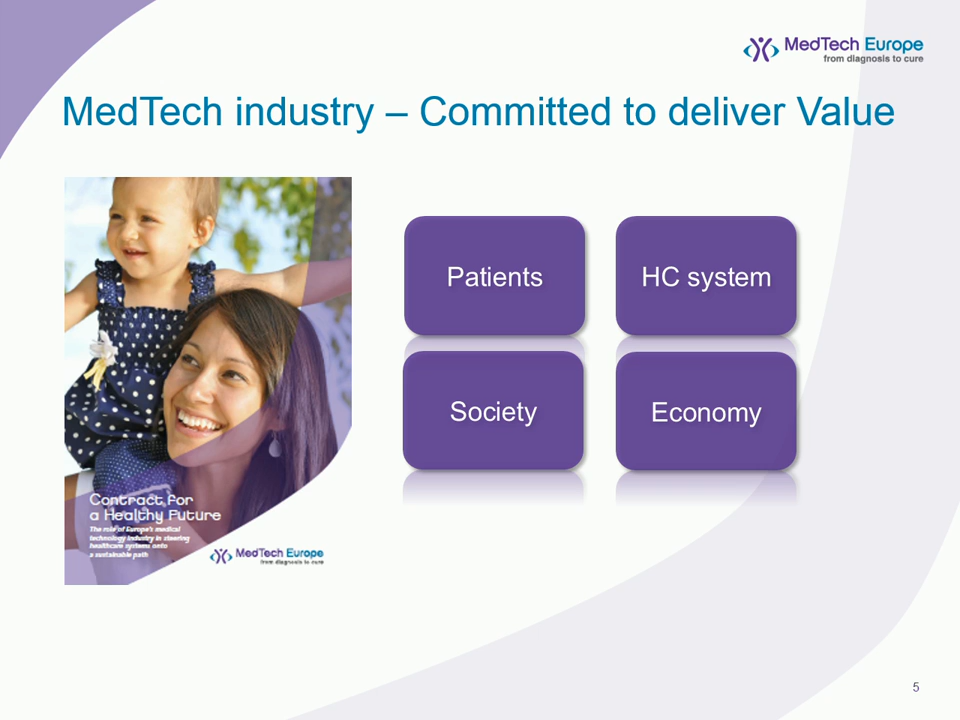 MedTech Europe
from diagnosis to cure
MedTech industry – Committed to deliver Value
Contract for
a Healthy Future
The role of Europe's medical
technology industry in steering
healthcare systems onto
a sustainable path
MedTech Europe
from diagnosis to cure
Patients
HC system
Society
Economy
5